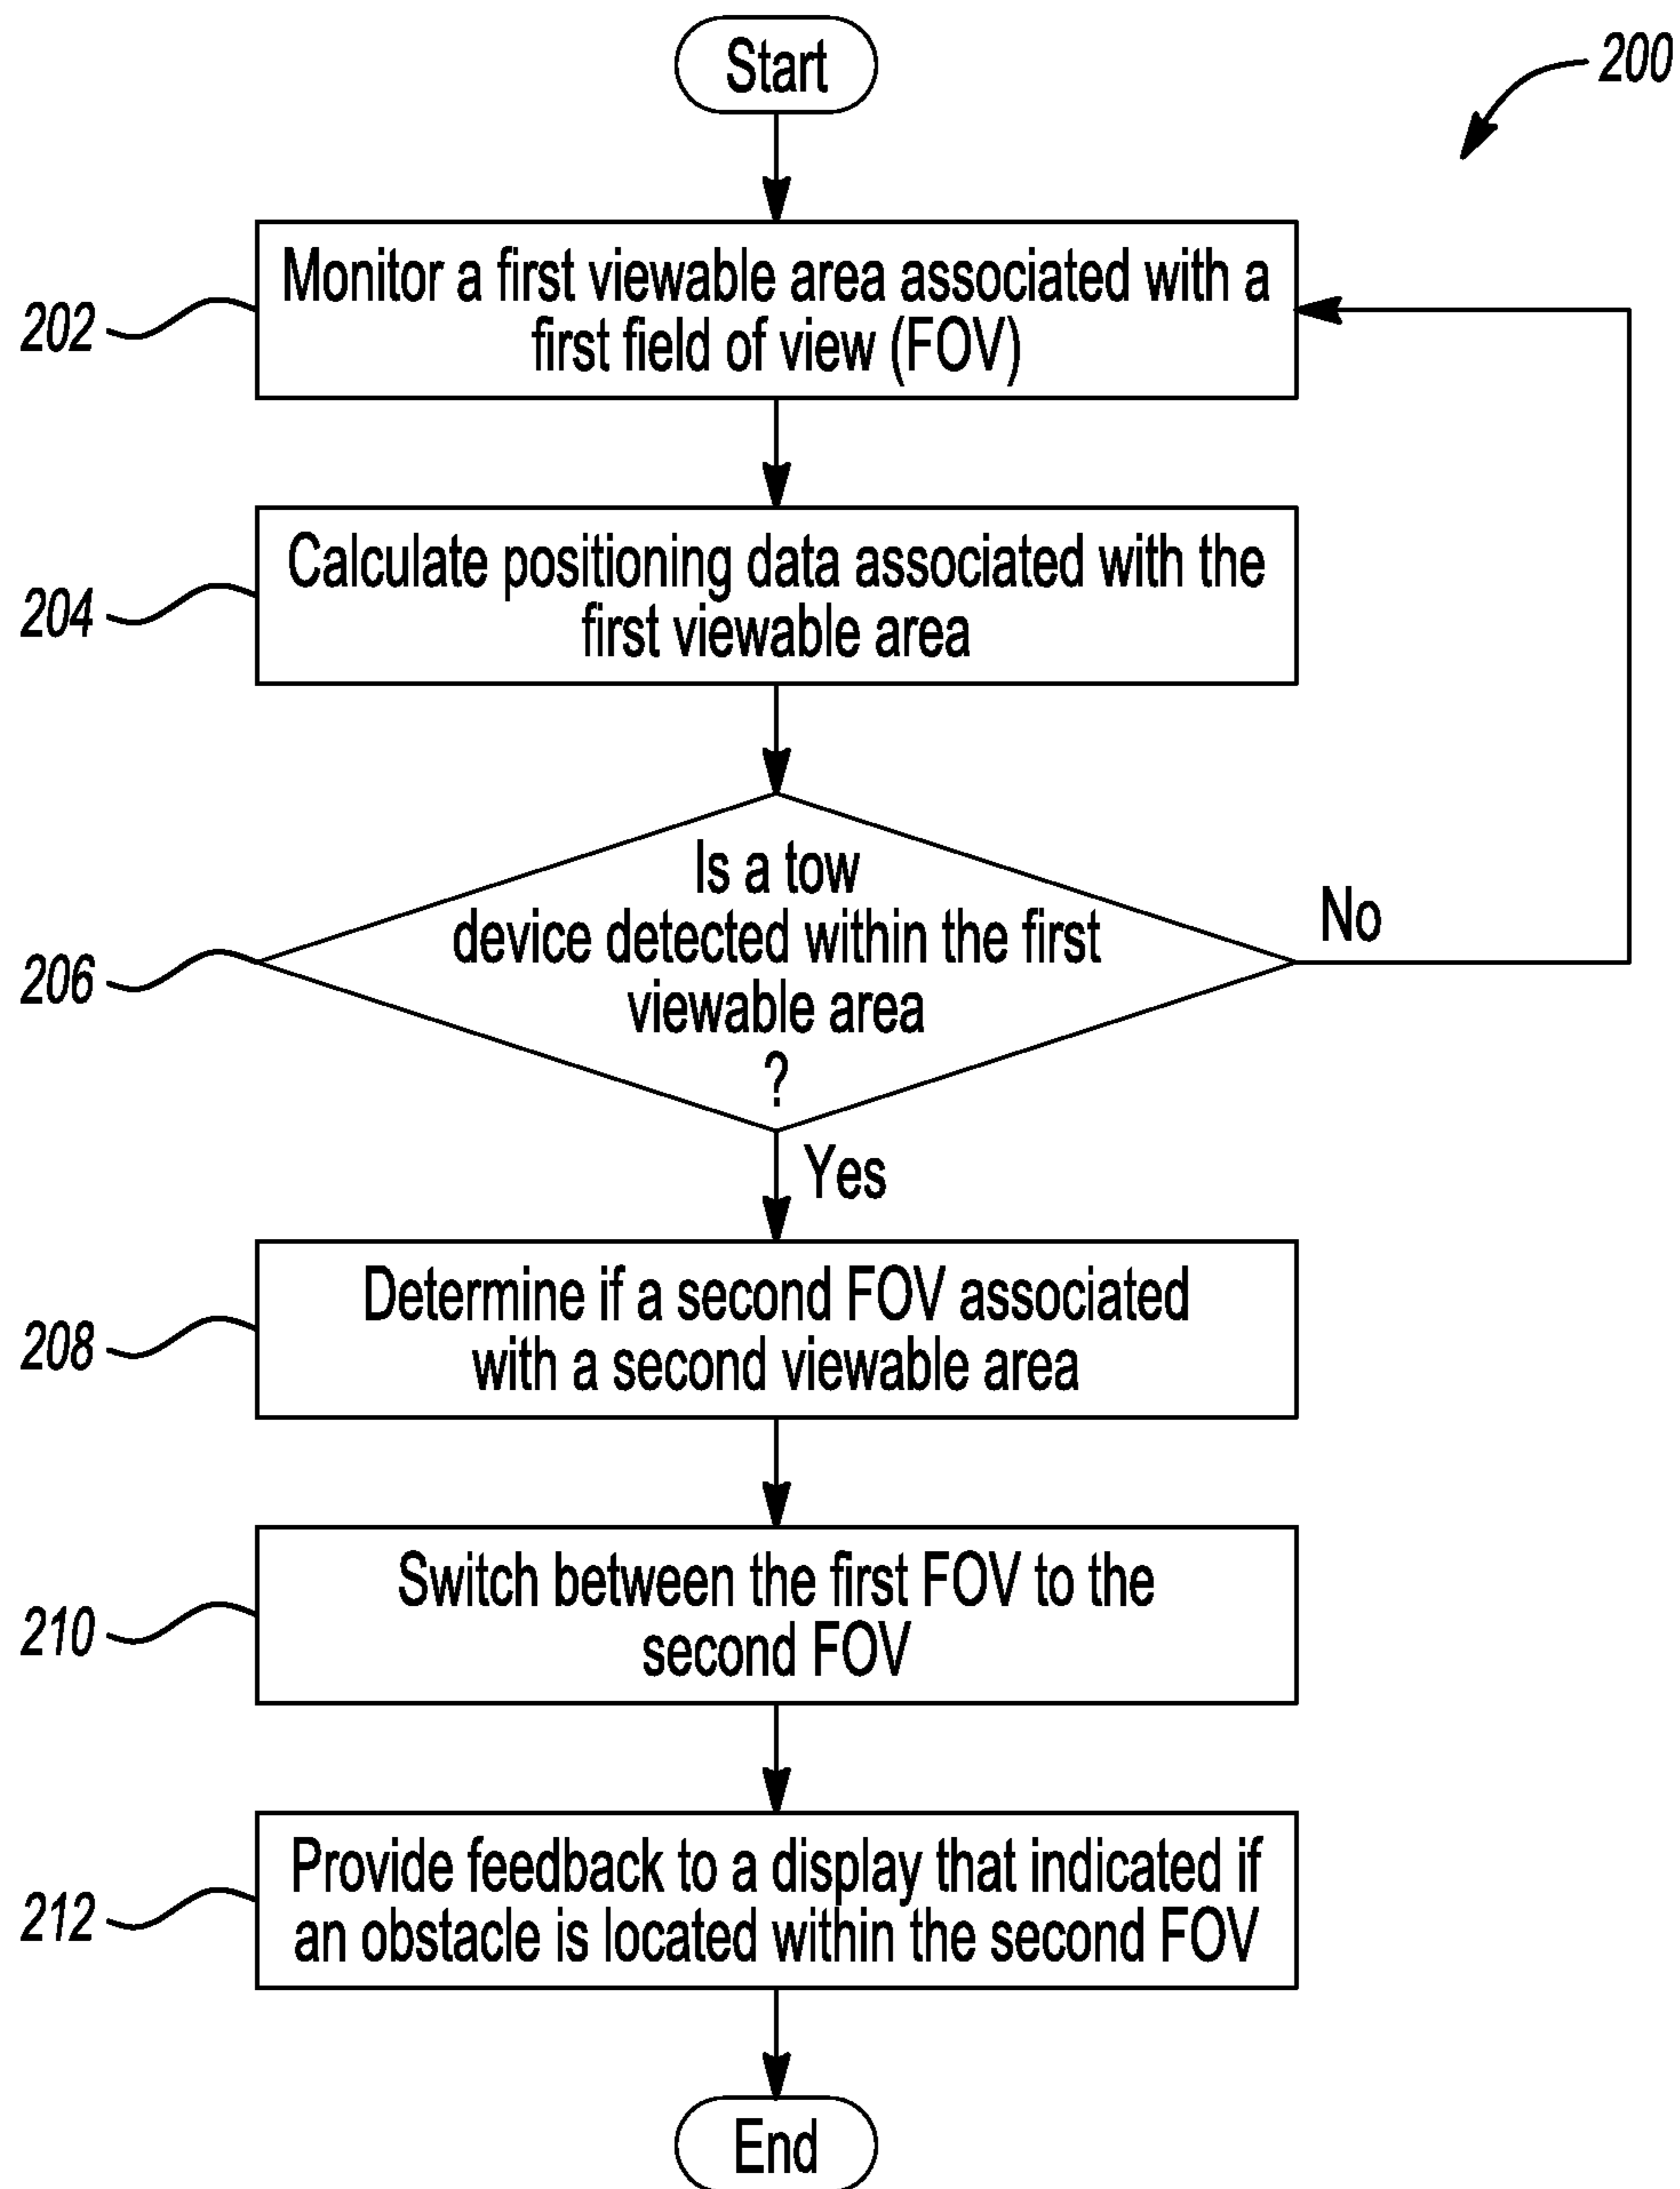 Start
200
Monitor a first viewable area associated with a
first field of view (FOV)
202
Calculate positioning data associated with the
first viewable area
204
Is a tow
device detected within the first
viewable area
?
206
No
Yes
Determine if a second FOV associated
with a second viewable area
208
Switch between the first FOV to the
second FOV
210
Provide feedback to a display that indicated if
an obstacle is located within the second FOV
212
End